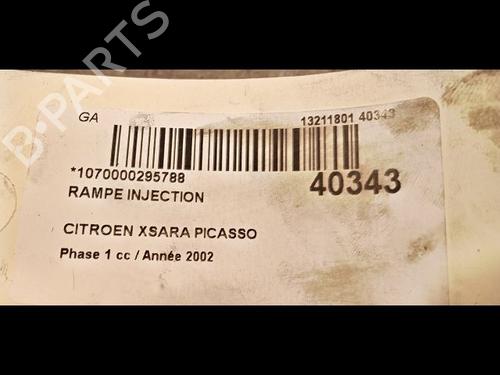 B-PARTS
GA
13211801 40343
*1070000295788
40343
RAMPE INJECTION
CITROEN XSARA PICASSO
Phase 1 cc / Année 2002